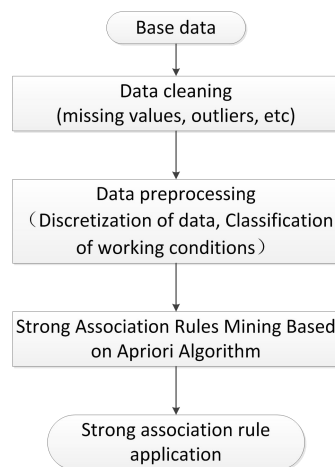 Base data
Data cleaning
(missing values, outliers, etc)
Data preprocessing
（Discretization of data, Classification
of working conditions）
Strong Association Rules Mining Based
on Apriori Algorithm
Strong association rule
application